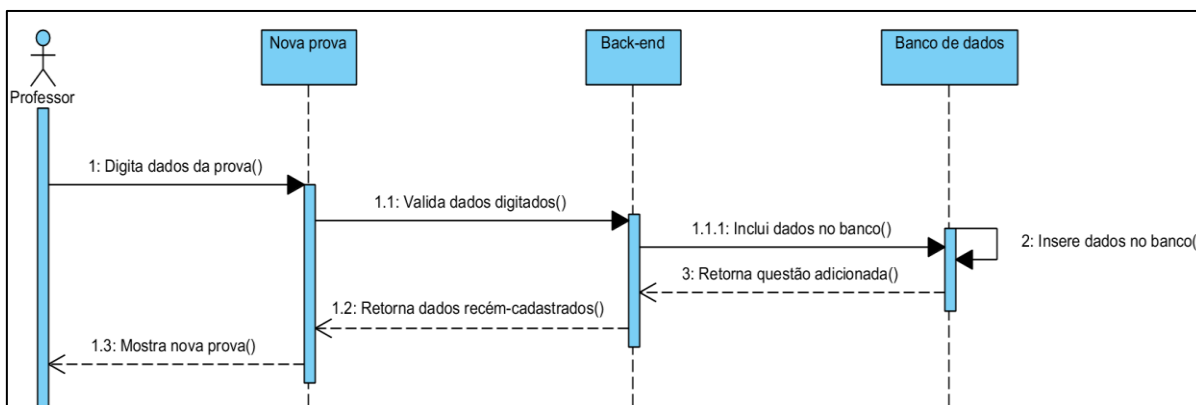 Nova prova
Back-end
Banco de dados
Professor
1: Digita dados da prova()
1.1: Valida dados digitados()
1.1.1: Inclui dados no banco()
2: Insere dados no banco(
3: Retorna questão adicionada()
1.2: Retorna dados recém-cadastrados()
1.3: Mostra nova prova()